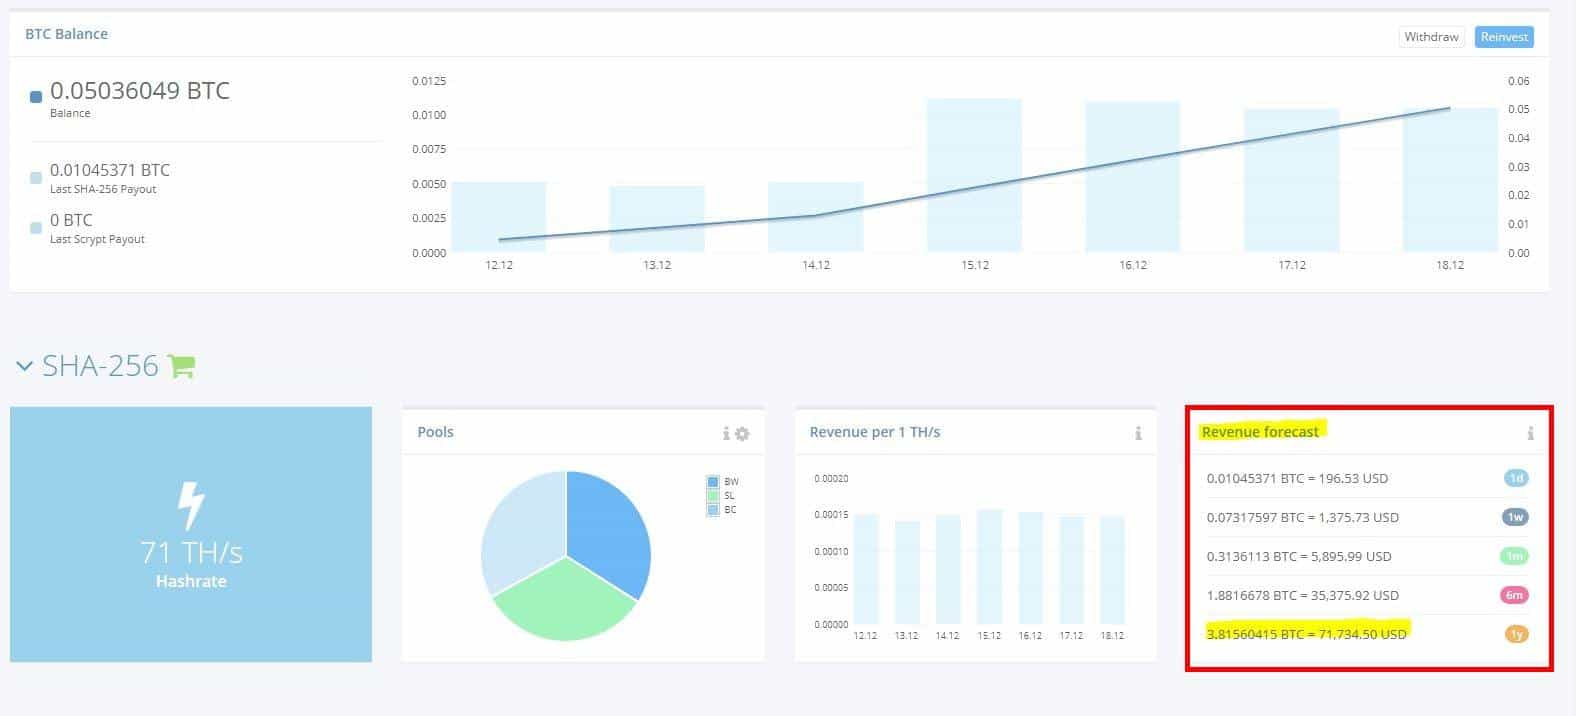 BTC Balance
Withdraw
Reinvest
0.05036049 BTC
Balance
0.01045371 BTC
Last SHA-256 Payout
0 BTC
Last Scrypt Payout
0.0125
0.0100
0.0075
0.0050
0.0025
0.0000
0.06
0.05
0.04
0.03
0.02
0.01
0.00
12.12 13.12 14.12 15.12 16.12 17.12 18.12
SHA-256
71 TH/s
Hashrate
Pools
BW
SL
BC
Revenue per 1 TH/s
0.00020
0.00015
0.00010
0.00005
0.00000
12.12 13.12 14.12 15.12 16.12 17.12 18.12
Revenue forecast
0.01045371 BTC = 196.53 USD 1d
0.07317597 BTC = 1,375.73 USD 1w
0.3136113 BTC = 5,895.99 USD 1m
1.8816678 BTC = 35,375.92 USD 6m
3.81560415 BTC = 71,734.50 USD 1y